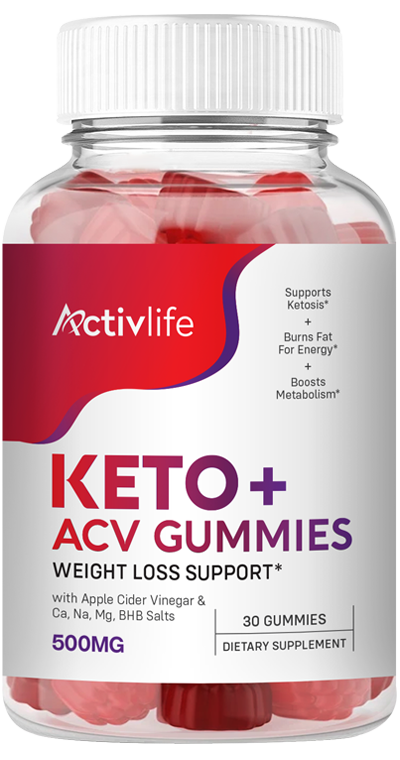 Activlife
Supports
Ketosis*
+
Burns Fat
For Energy*
+
Boosts
Metabolism*
KETO+
ACV GUMMIES
WEIGHT LOSS SUPPORT*
with Apple Cider Vinegar &
Ca, Na, Mg, BHB Salts
500MG
30 GUMMIES
DIETARY SUPPLEMENT